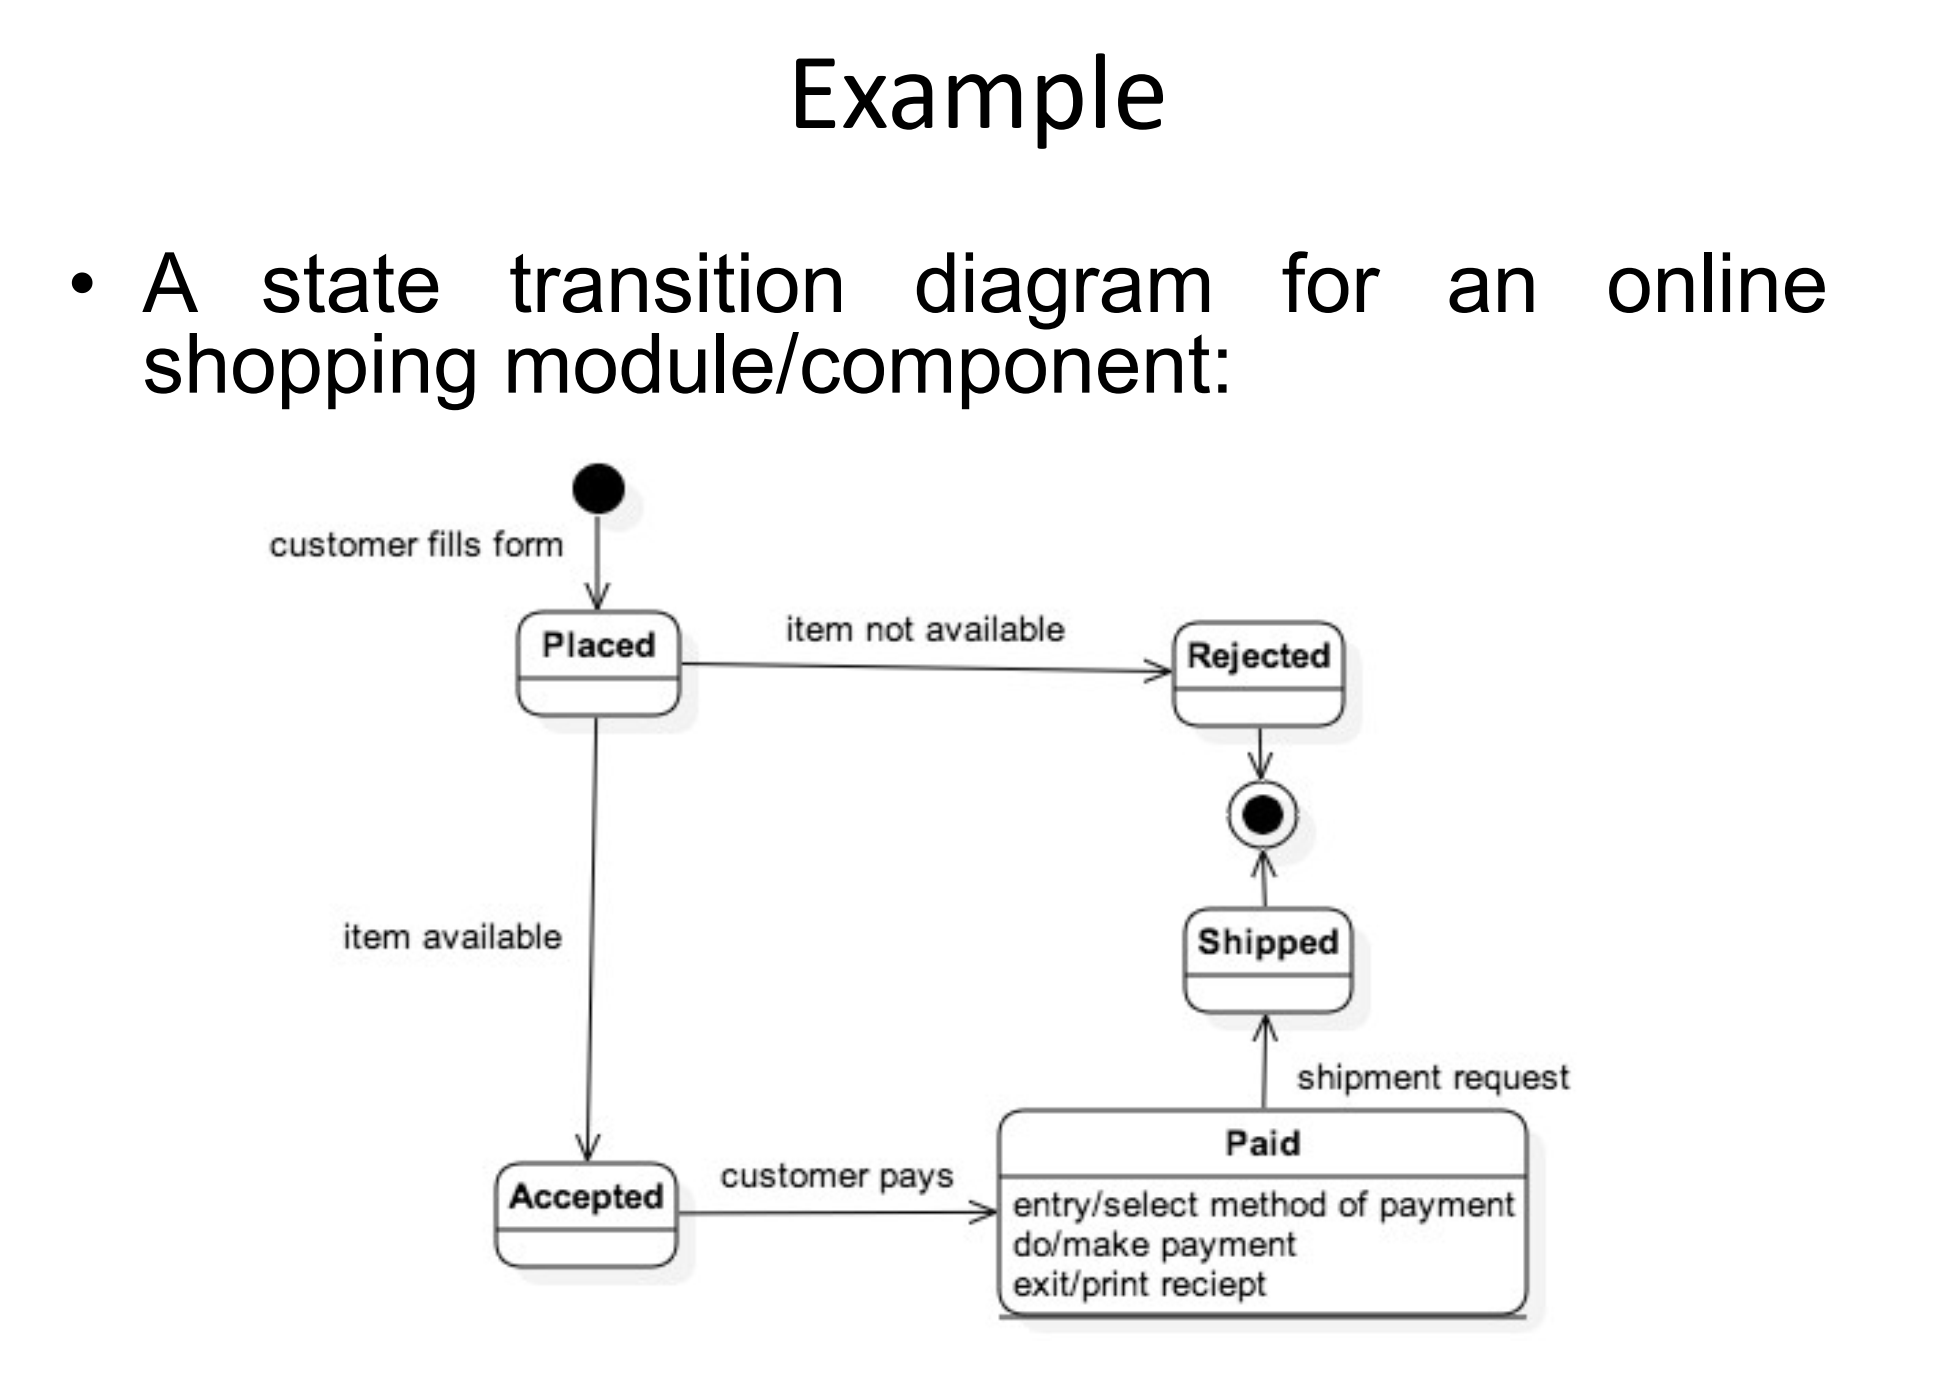 Example
• A state transition diagram for an online
shopping module/component:
customer fills form
Placed
item not available
Rejected
item available
Shipped
shipment request
Accepted
customer pays
Paid
entry/select method of payment
do/make payment
exit/print reciept